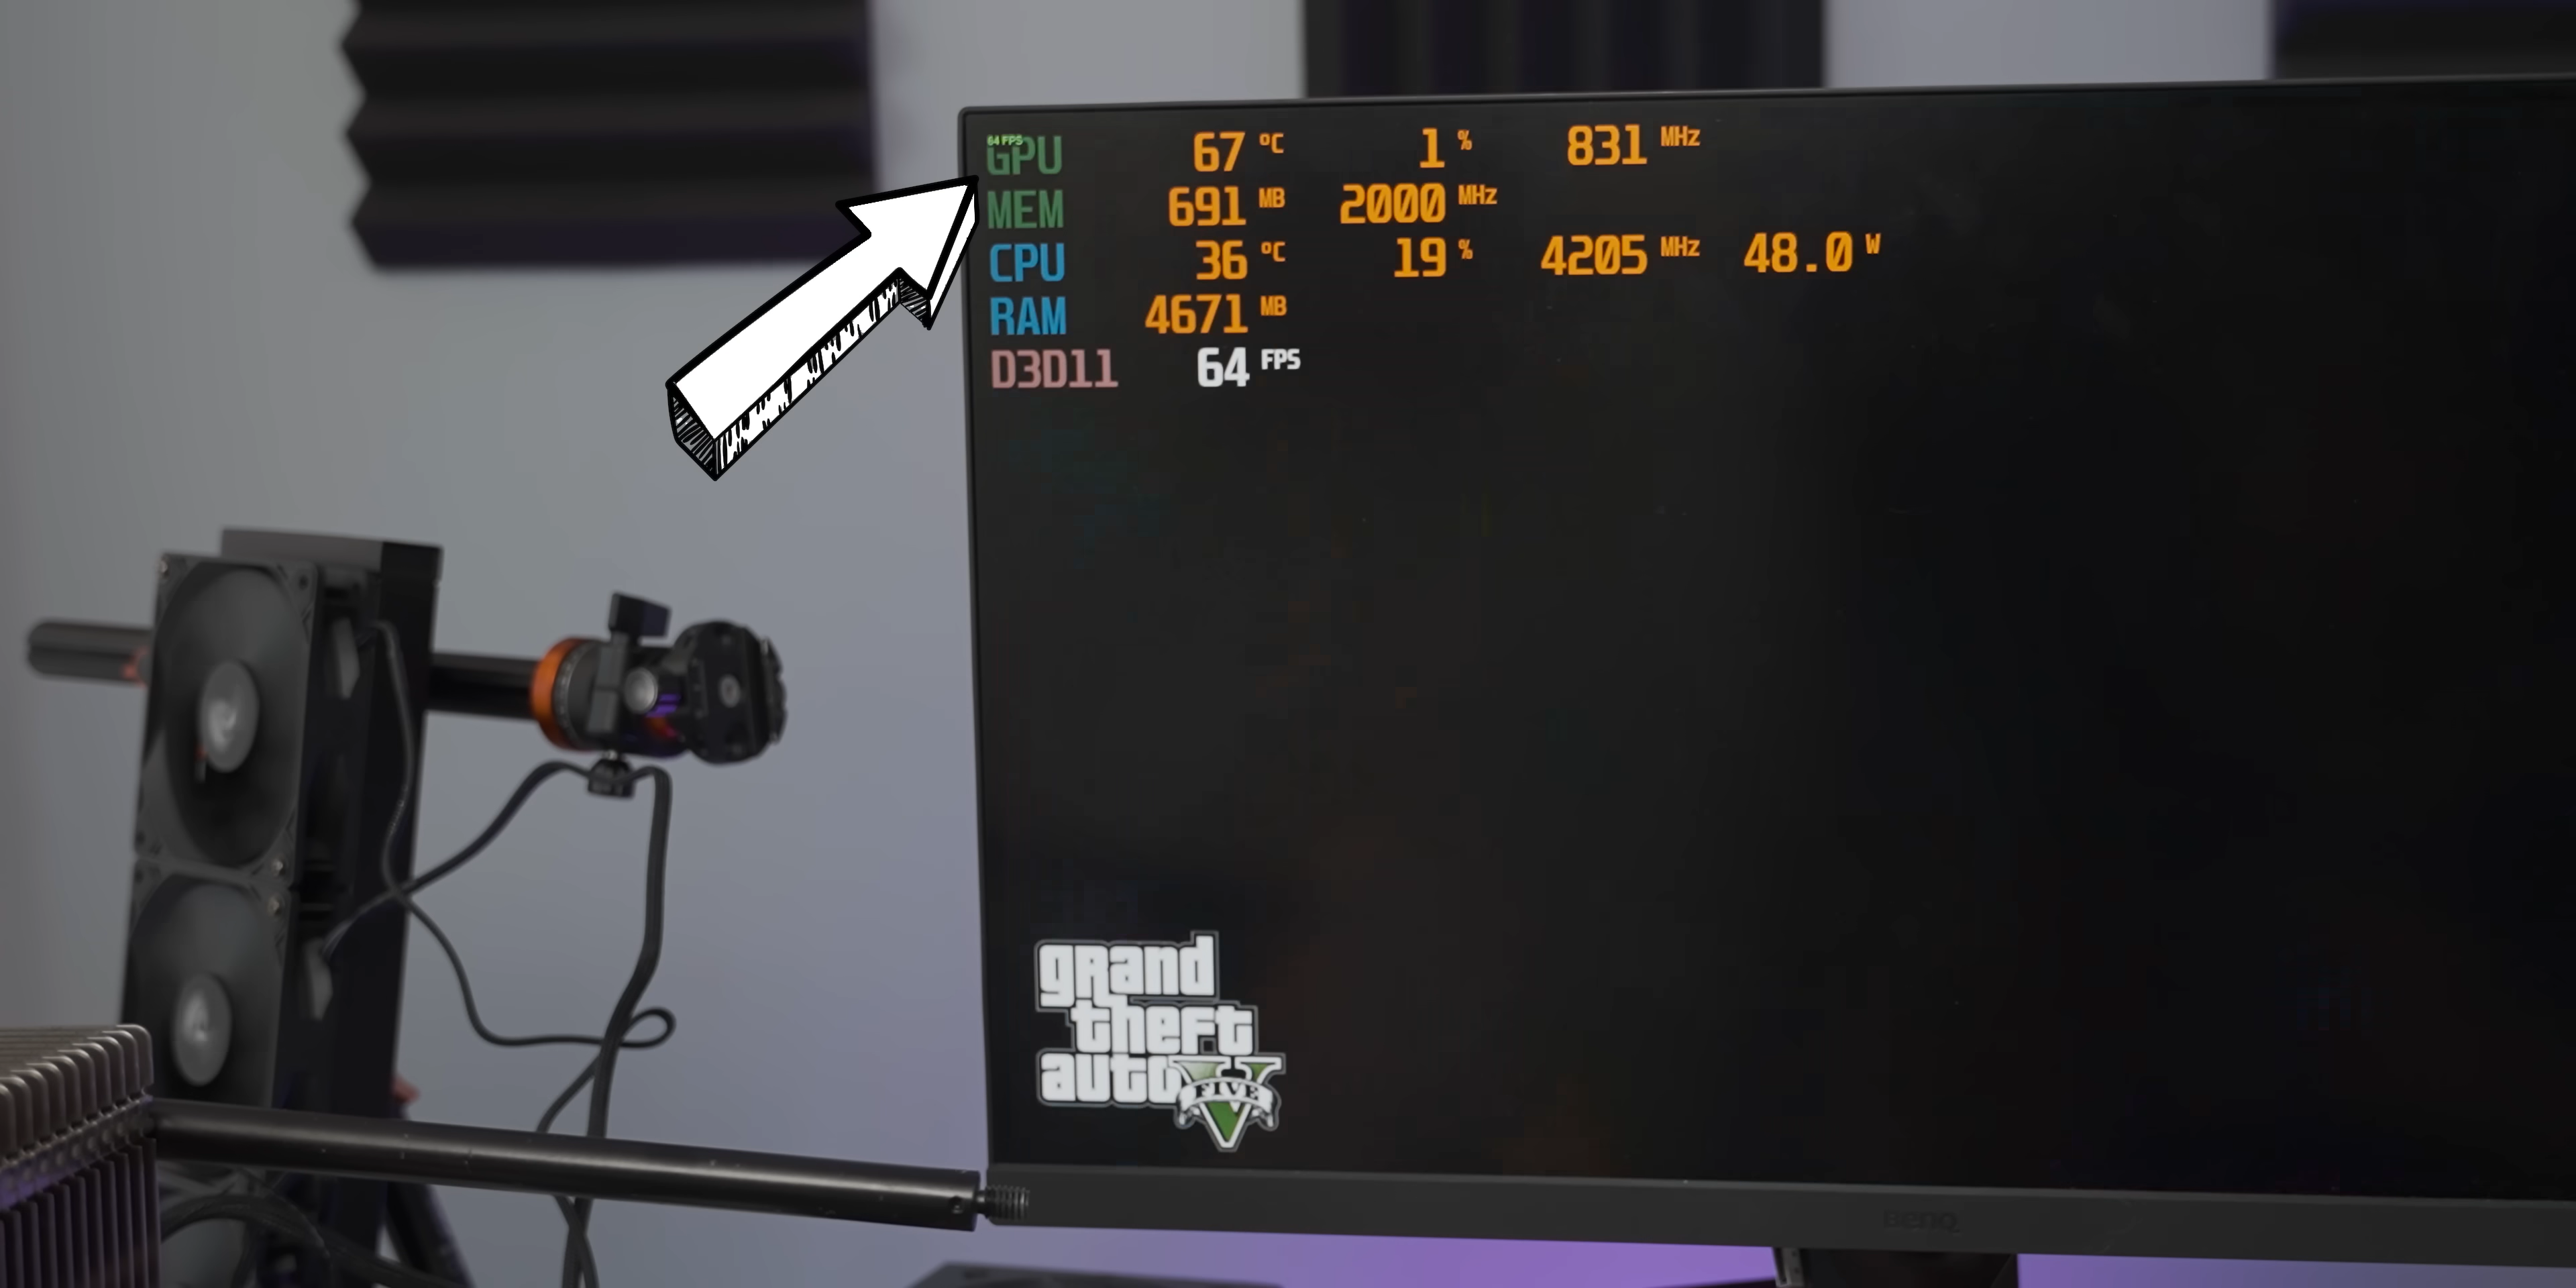 64 FPS
GPU 67 °C 1 % 831 MHz
MEM 691 MB 2000 MHz
CPU 36 °C 19 % 4205 MHz 48.0 W
RAM 4671 MB
D3D11 64 FPS
grand
theft
auto V
FIVE
BenQ